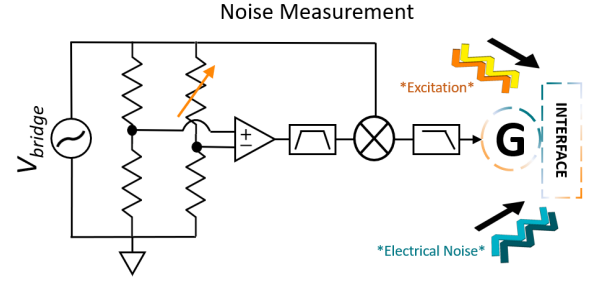 Noise Measurement
*Excitation*
V bridge
+
−
G
INTERFACE
*Electrical Noise*